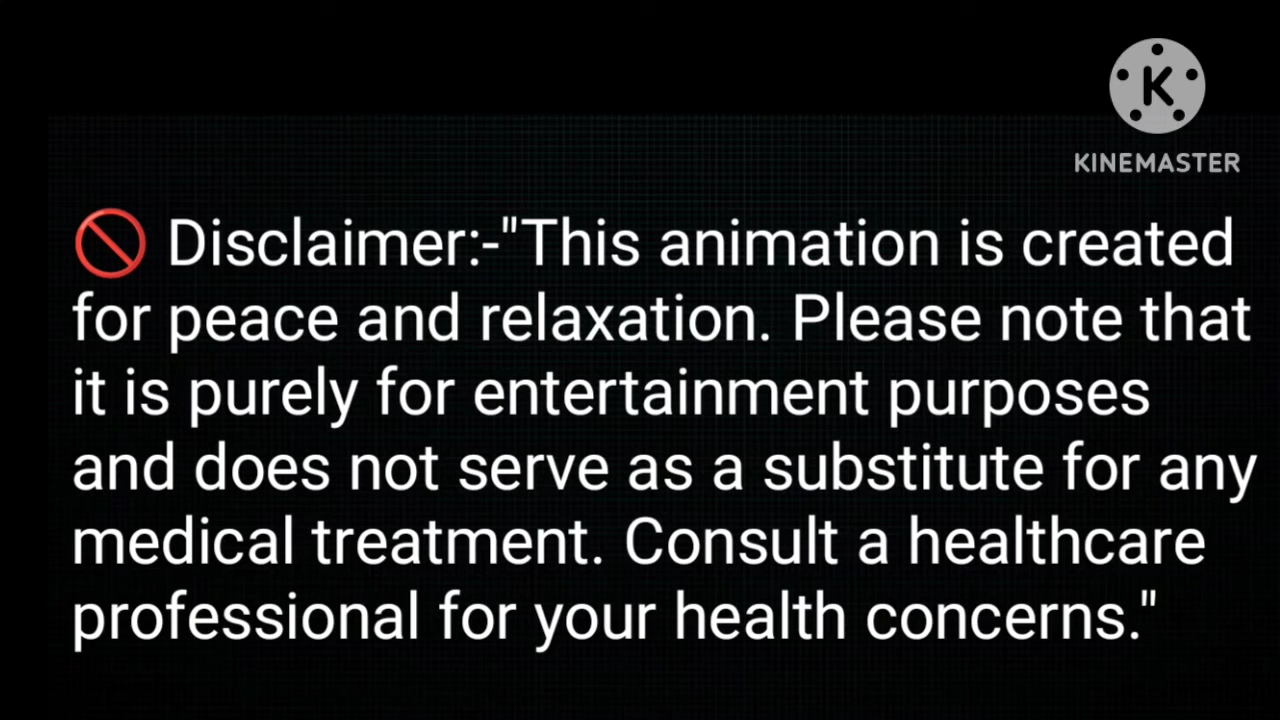 K
KINEMASTER
🚫 Disclaimer:-"This animation is created
for peace and relaxation. Please note that
it is purely for entertainment purposes
and does not serve as a substitute for any
medical treatment. Consult a healthcare
professional for your health concerns."